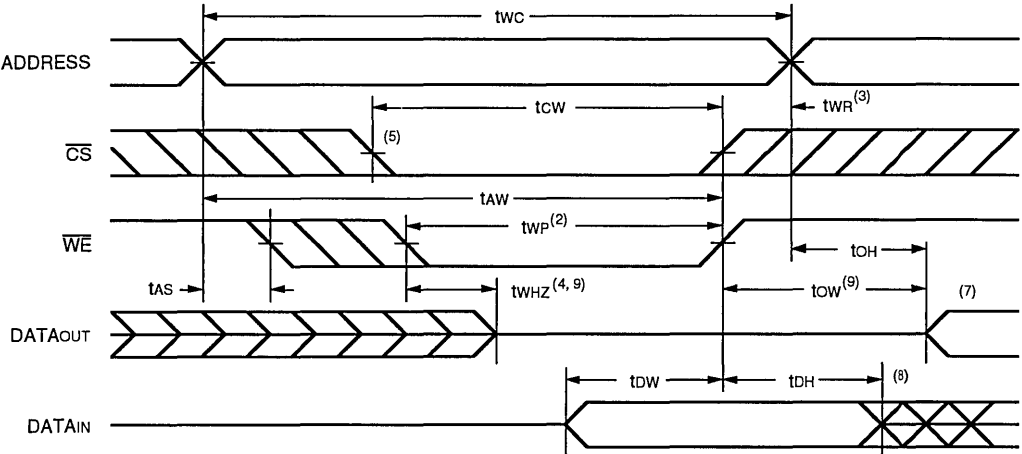 tWC
ADDRESS
tCW
tWR(3)
CS
(5)
tAW
WE
tWP(2)
tOH
tAS
tWHZ(4, 9)
tOW(9)
DATAOUT
(7)
tDW
tDH
(8)
DATAIN